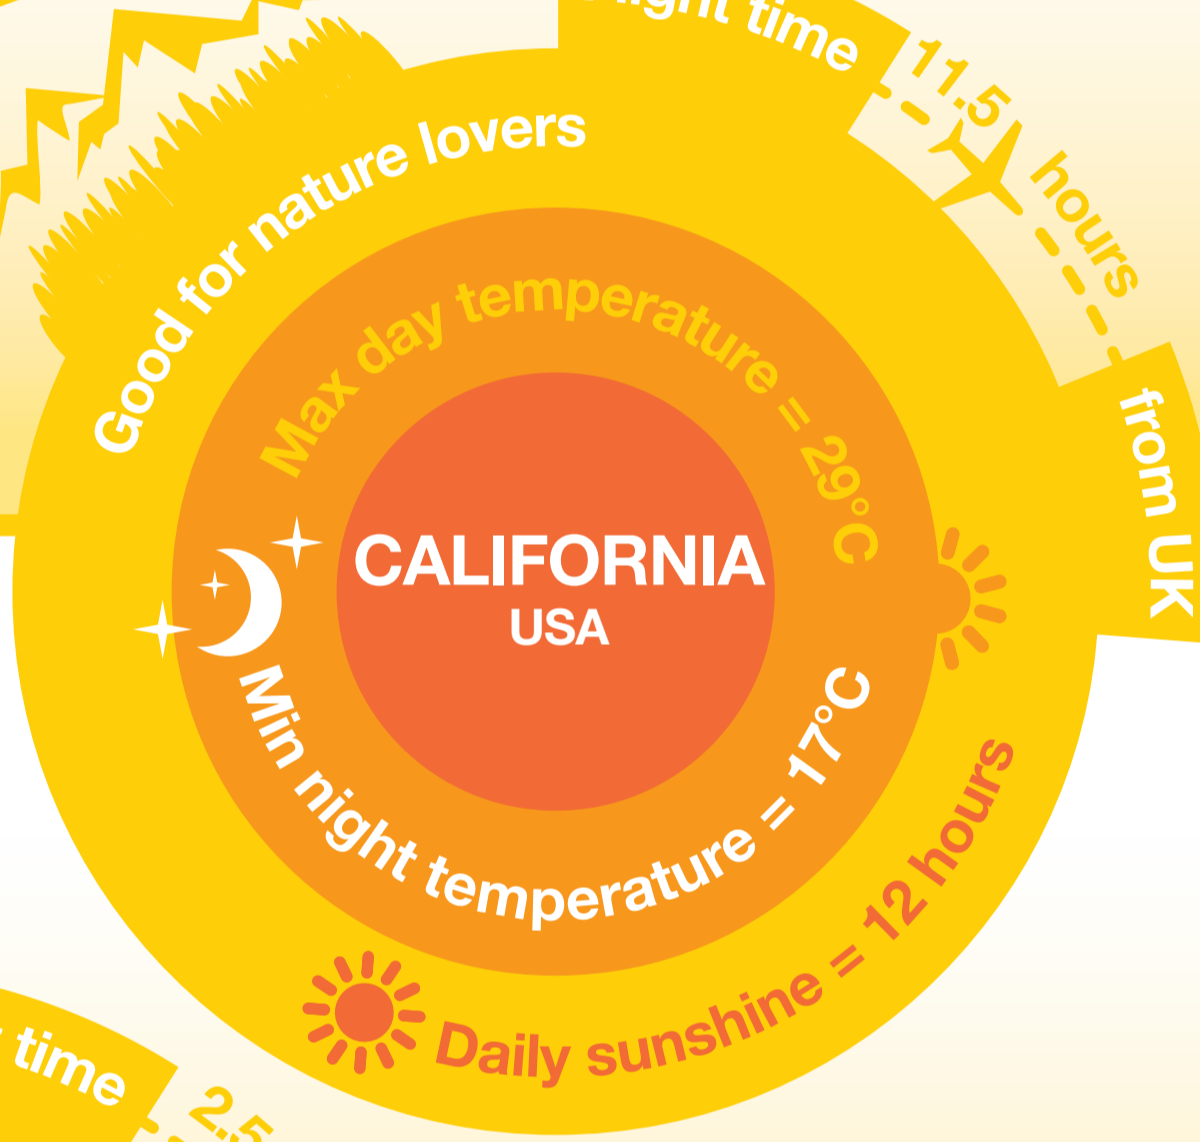 time
11.5 hours
from UK
Good for nature lovers
Max day temperature = 29°C
CALIFORNIA
USA
Min night temperature = 17°C
Daily sunshine = 12 hours
time
2.5